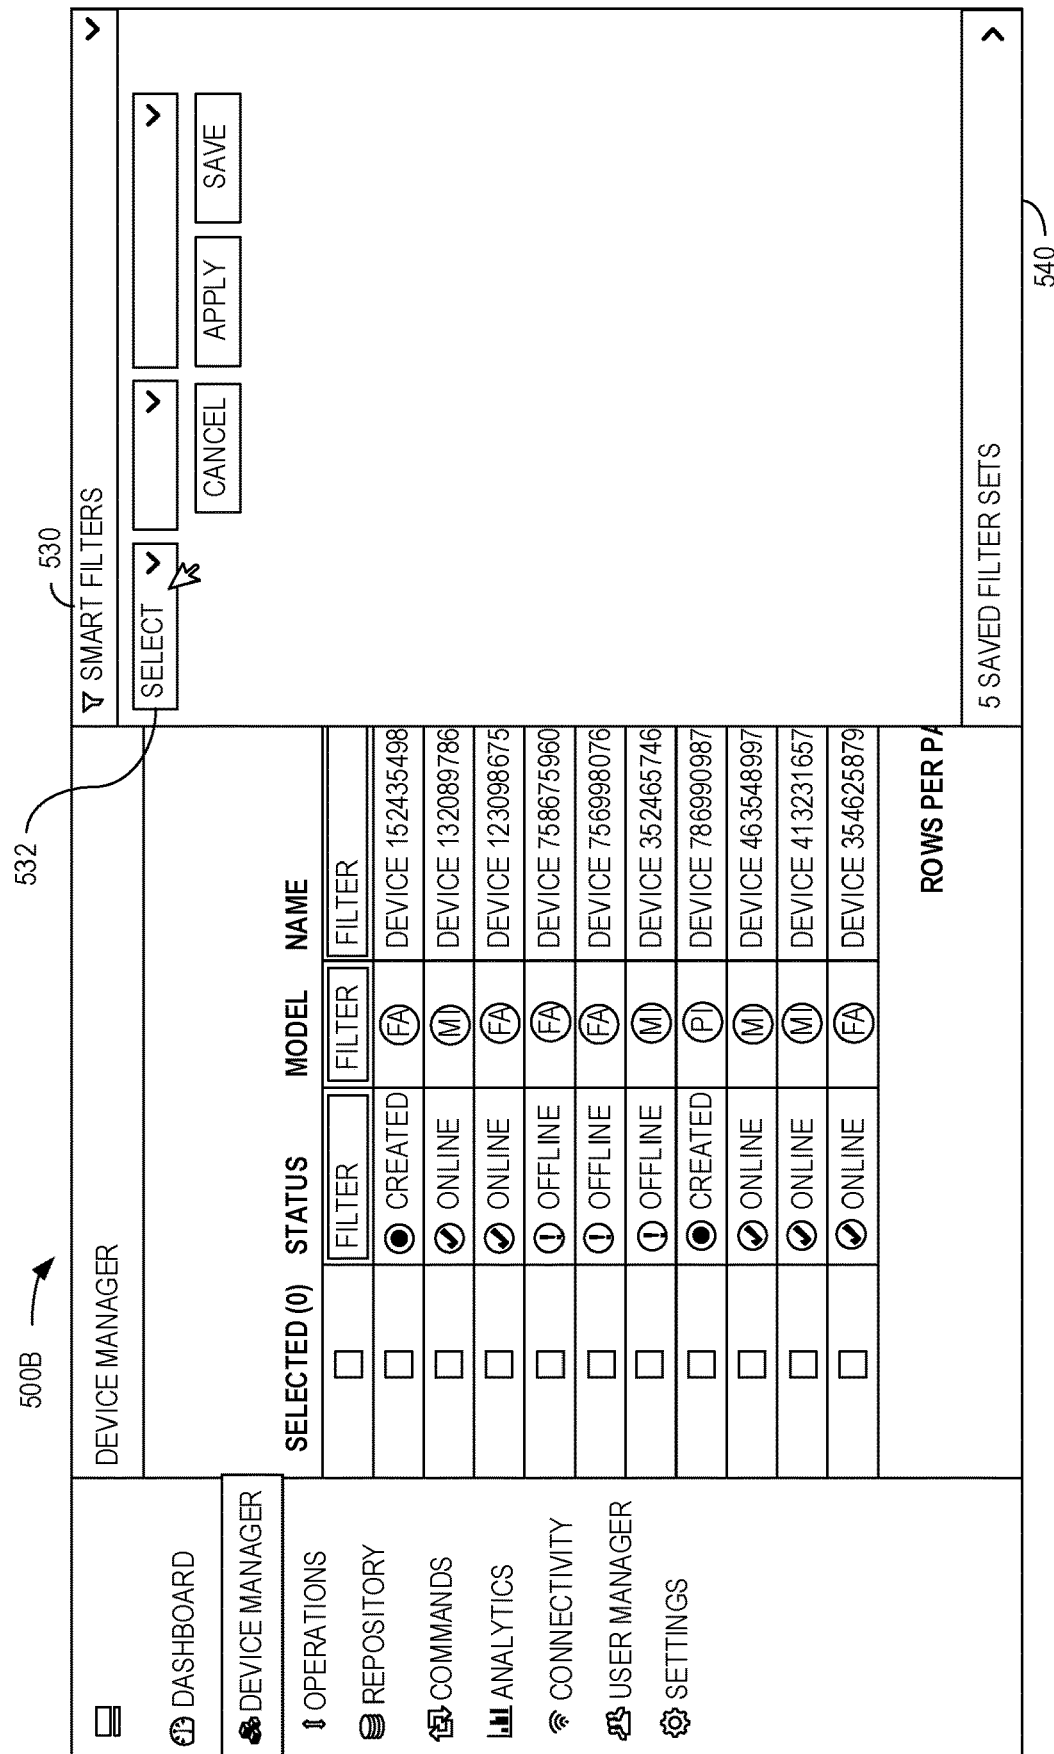 500B
532
530
DEVICE MANAGER
SMART FILTERS
DASHBOARD
DEVICE MANAGER
OPERATIONS
REPOSITORY
COMMANDS
ANALYTICS
CONNECTIVITY
USER MANAGER
SETTINGS
SELECT
CANCEL APPLY SAVE
SELECTED (0) STATUS MODEL NAME
FILTER FILTER FILTER
CREATED FA DEVICE 152435498
ONLINE MI DEVICE 132089786
ONLINE FA DEVICE 123098675
OFFLINE FA DEVICE 758675960
OFFLINE FA DEVICE 756998076
OFFLINE MI DEVICE 352465746
CREATED PI DEVICE 786990987
ONLINE MI DEVICE 463548997
ONLINE MI DEVICE 413231657
ONLINE FA DEVICE 354625879
ROWS PER PA
5 SAVED FILTER SETS
540